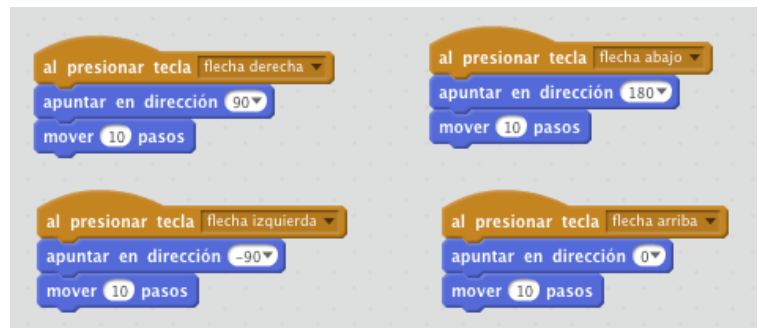 al presionar tecla flecha derecha
apuntar en dirección 90
mover 10 pasos
al presionar tecla flecha abajo
apuntar en dirección 180
mover 10 pasos
al presionar tecla flecha izquierda
apuntar en dirección -90
mover 10 pasos
al presionar tecla flecha arriba
apuntar en dirección 0
mover 10 pasos